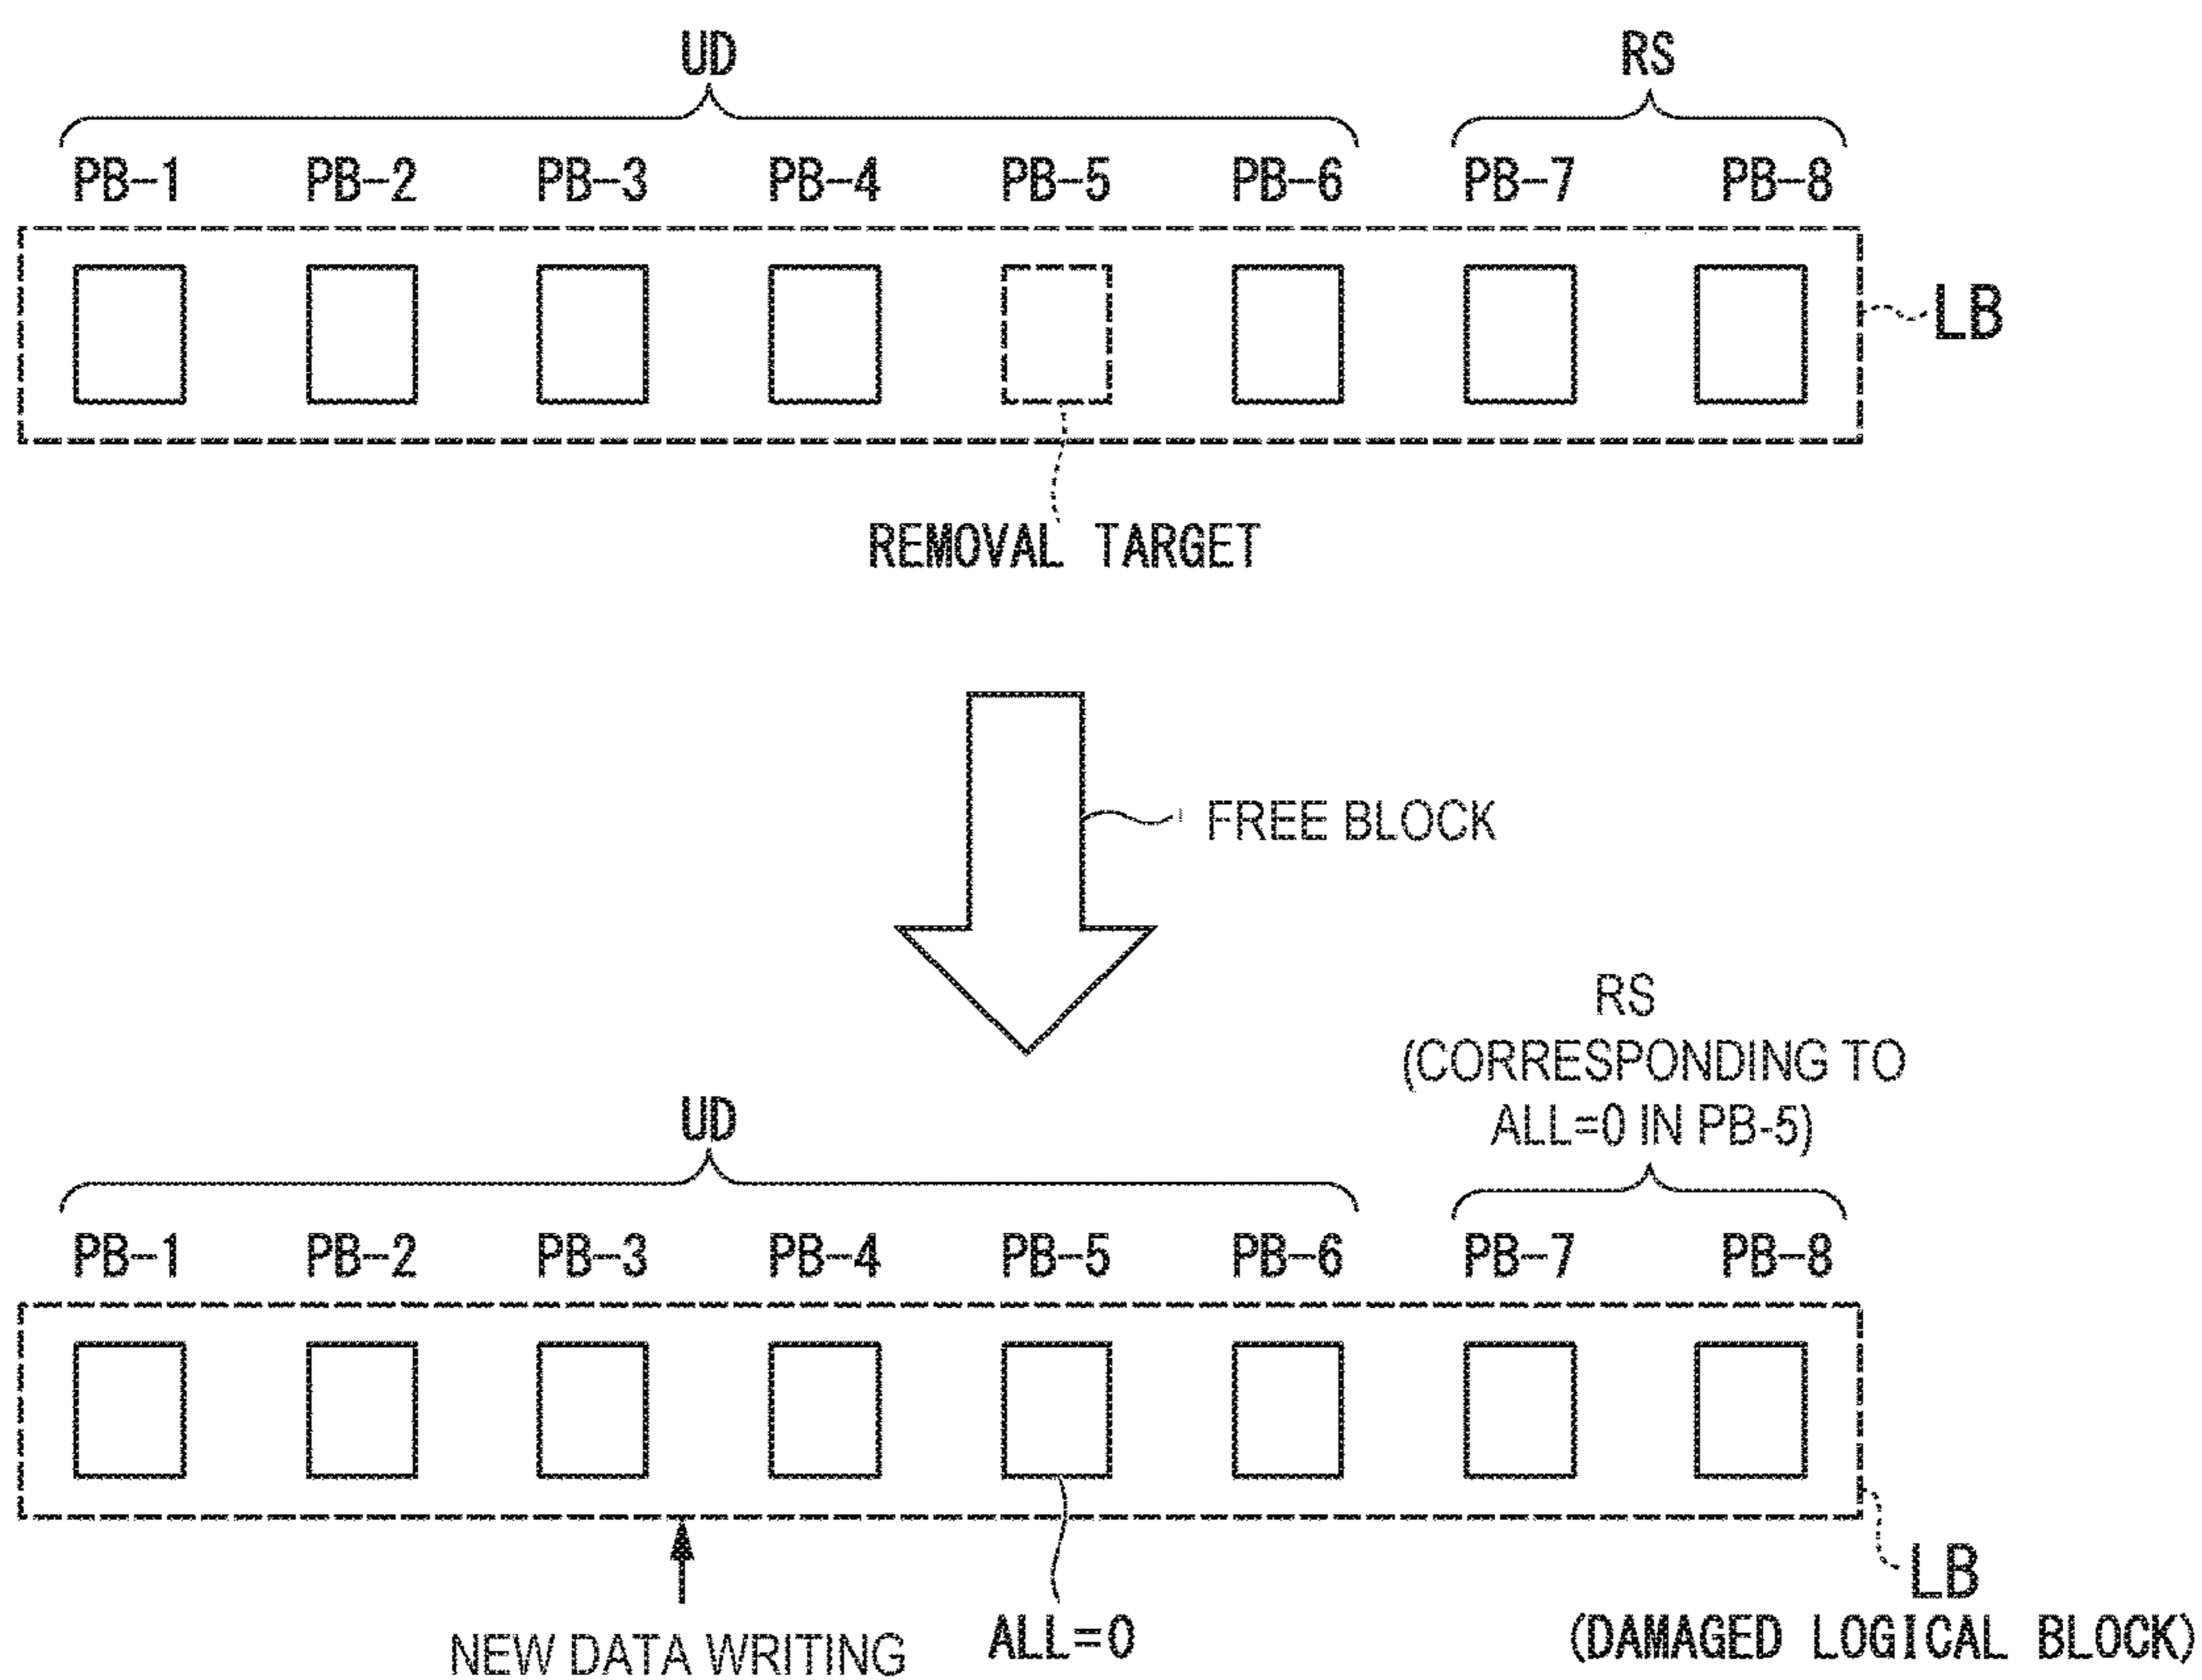 UD RS
PB-1 PB-2 PB-3 PB-4 PB-5 PB-6 PB-7 PB-8
LB
REMOVAL TARGET
FREE BLOCK
RS
(CORRESPONDING TO
ALL=0 IN PB-5)
UD
PB-1 PB-2 PB-3 PB-4 PB-5 PB-6 PB-7 PB-8
LB
(DAMAGED LOGICAL BLOCK)
NEW DATA WRITING ALL=0